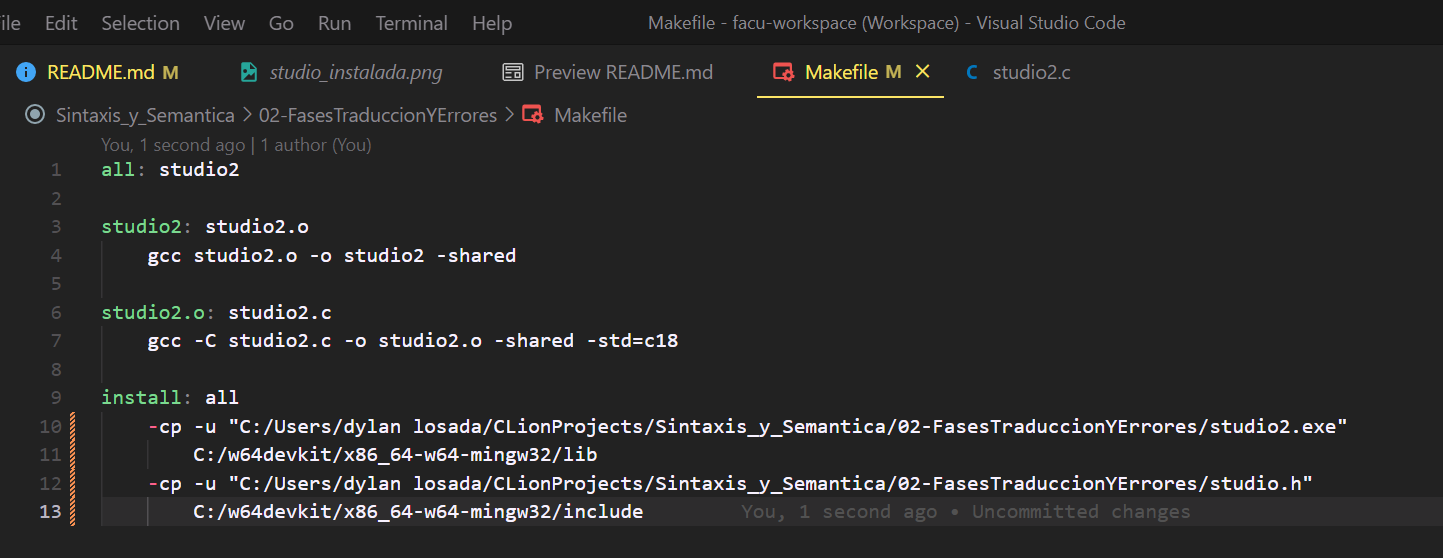 ile Edit Selection View Go Run Terminal Help Makefile - facu-workspace (Workspace) - Visual Studio Code
README.md M studio_instalada.png Preview README.md Makefile M studio2.c
Sintaxis_y_Semantica > 02-FasesTraduccionYErrores > Makefile
You, 1 second ago | 1 author (You)
1 all: studio2
2
3 studio2: studio2.o
4 gcc studio2.o -o studio2 -shared
5
6 studio2.o: studio2.c
7 gcc -C studio2.c -o studio2.o -shared -std=c18
8
9 install: all
10 -cp -u "C:/Users/dylan losada/CLionProjects/Sintaxis_y_Semantica/02-FasesTraduccionYErrores/studio2.exe"
11 C:/w64devkit/x86_64-w64-mingw32/lib
12 -cp -u "C:/Users/dylan losada/CLionProjects/Sintaxis_y_Semantica/02-FasesTraduccionYErrores/studio.h"
13 C:/w64devkit/x86_64-w64-mingw32/include You, 1 second ago • Uncommitted changes